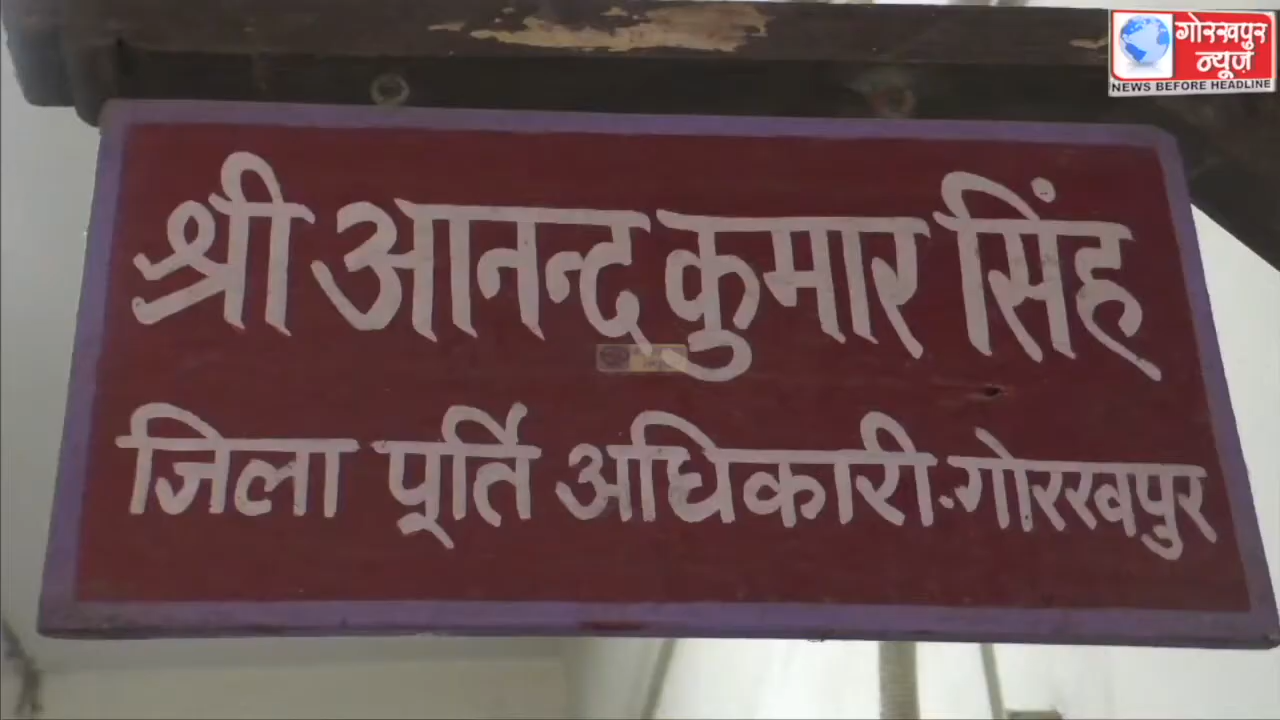 गोरखपुर
न्यूज़
NEWS BEFORE HEADLINE
श्री आनन्द कुमार सिंह
जिला पूर्ति अधिकारी-गोरखपुर